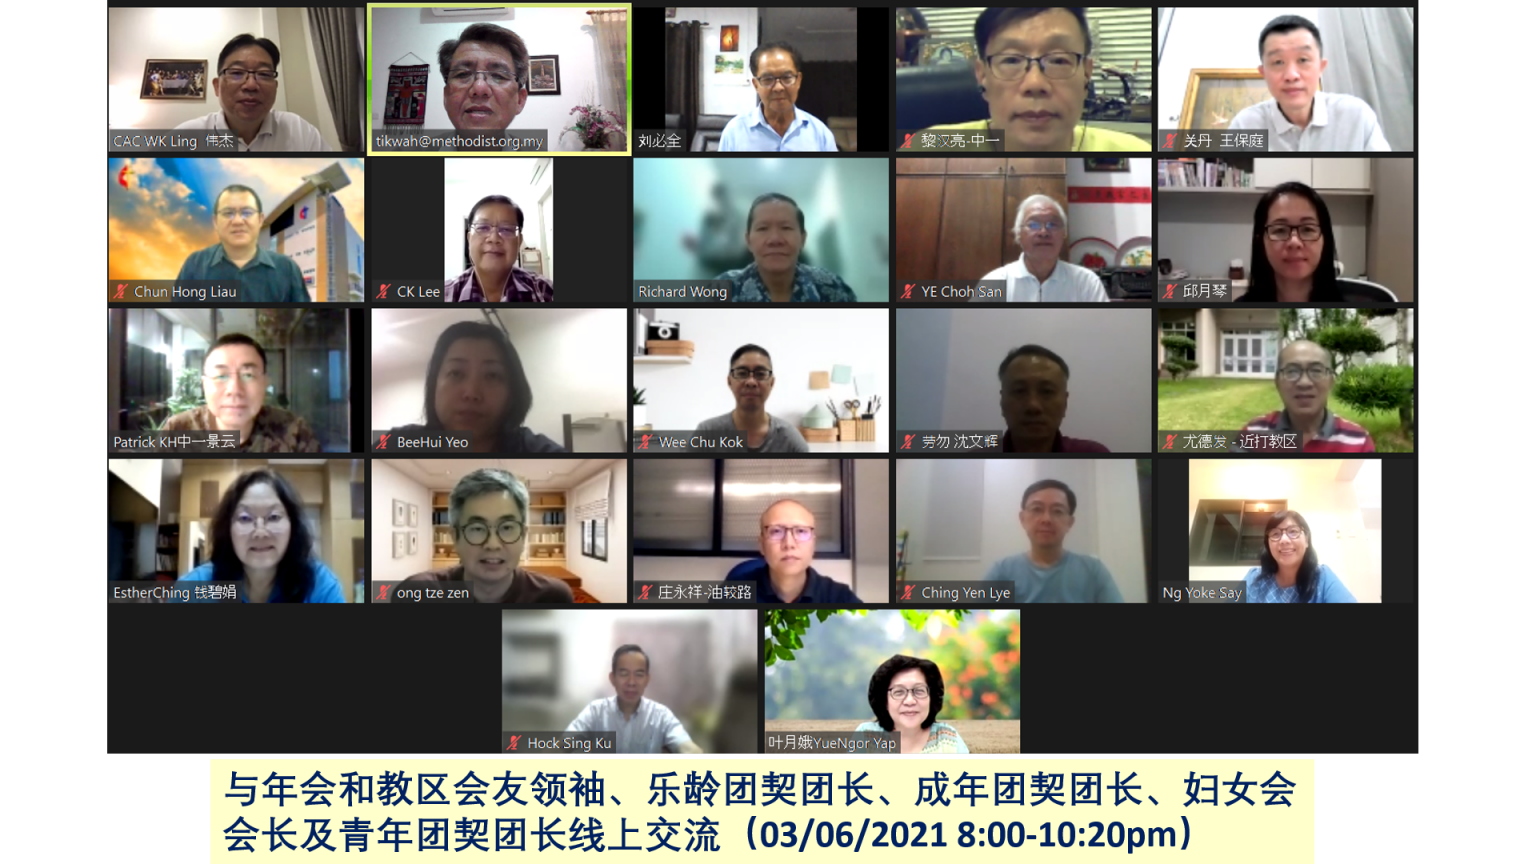 CAC WK Ling 伟杰
tikwah@methodist.org.my
刘必全
黎汉亮-中一
关丹 王保庭
Chun Hong Liau
CK Lee
Richard Wong
YE Choh San
邱月琴
Patrick KH中一景云
BeeHui Yeo
Wee Chu Kok
劳勿 沈文辉
尤德发 - 近打教区
EstherChing 钱碧娟
ong tze zen
庄永祥-油较路
Ching Yen Lye
Ng Yoke Say
Hock Sing Ku
叶月娥YueNgor Yap
与年会和教区会友领袖、乐龄团契团长、成年团契团长、妇女会
会长及青年团契团长线上交流（03/06/2021 8:00-10:20pm）